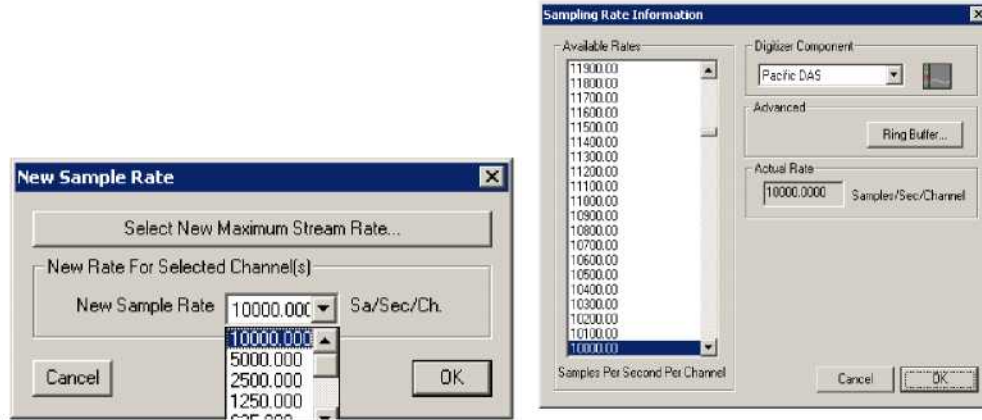 New Sample Rate
Select New Maximum Stream Rate...
New Rate For Selected Channel(s)
New Sample Rate 10000.000 Sa/Sec/Ch.
10000.000
5000.000
2500.000
1250.000
Cancel
OK
Sampling Rate Information
Available Rates
11900.00
11800.00
11700.00
11600.00
11500.00
11400.00
11300.00
11200.00
11100.00
11000.00
10900.00
10800.00
10700.00
10600.00
10500.00
10400.00
10300.00
10200.00
10100.00
10000.00
Samples Per Second Per Channel
Digitizer Component
Pacific DAS
Advanced
Ring Buffer...
Actual Rate
10000.0000 Samples/Sec/Channel
Cancel
OK